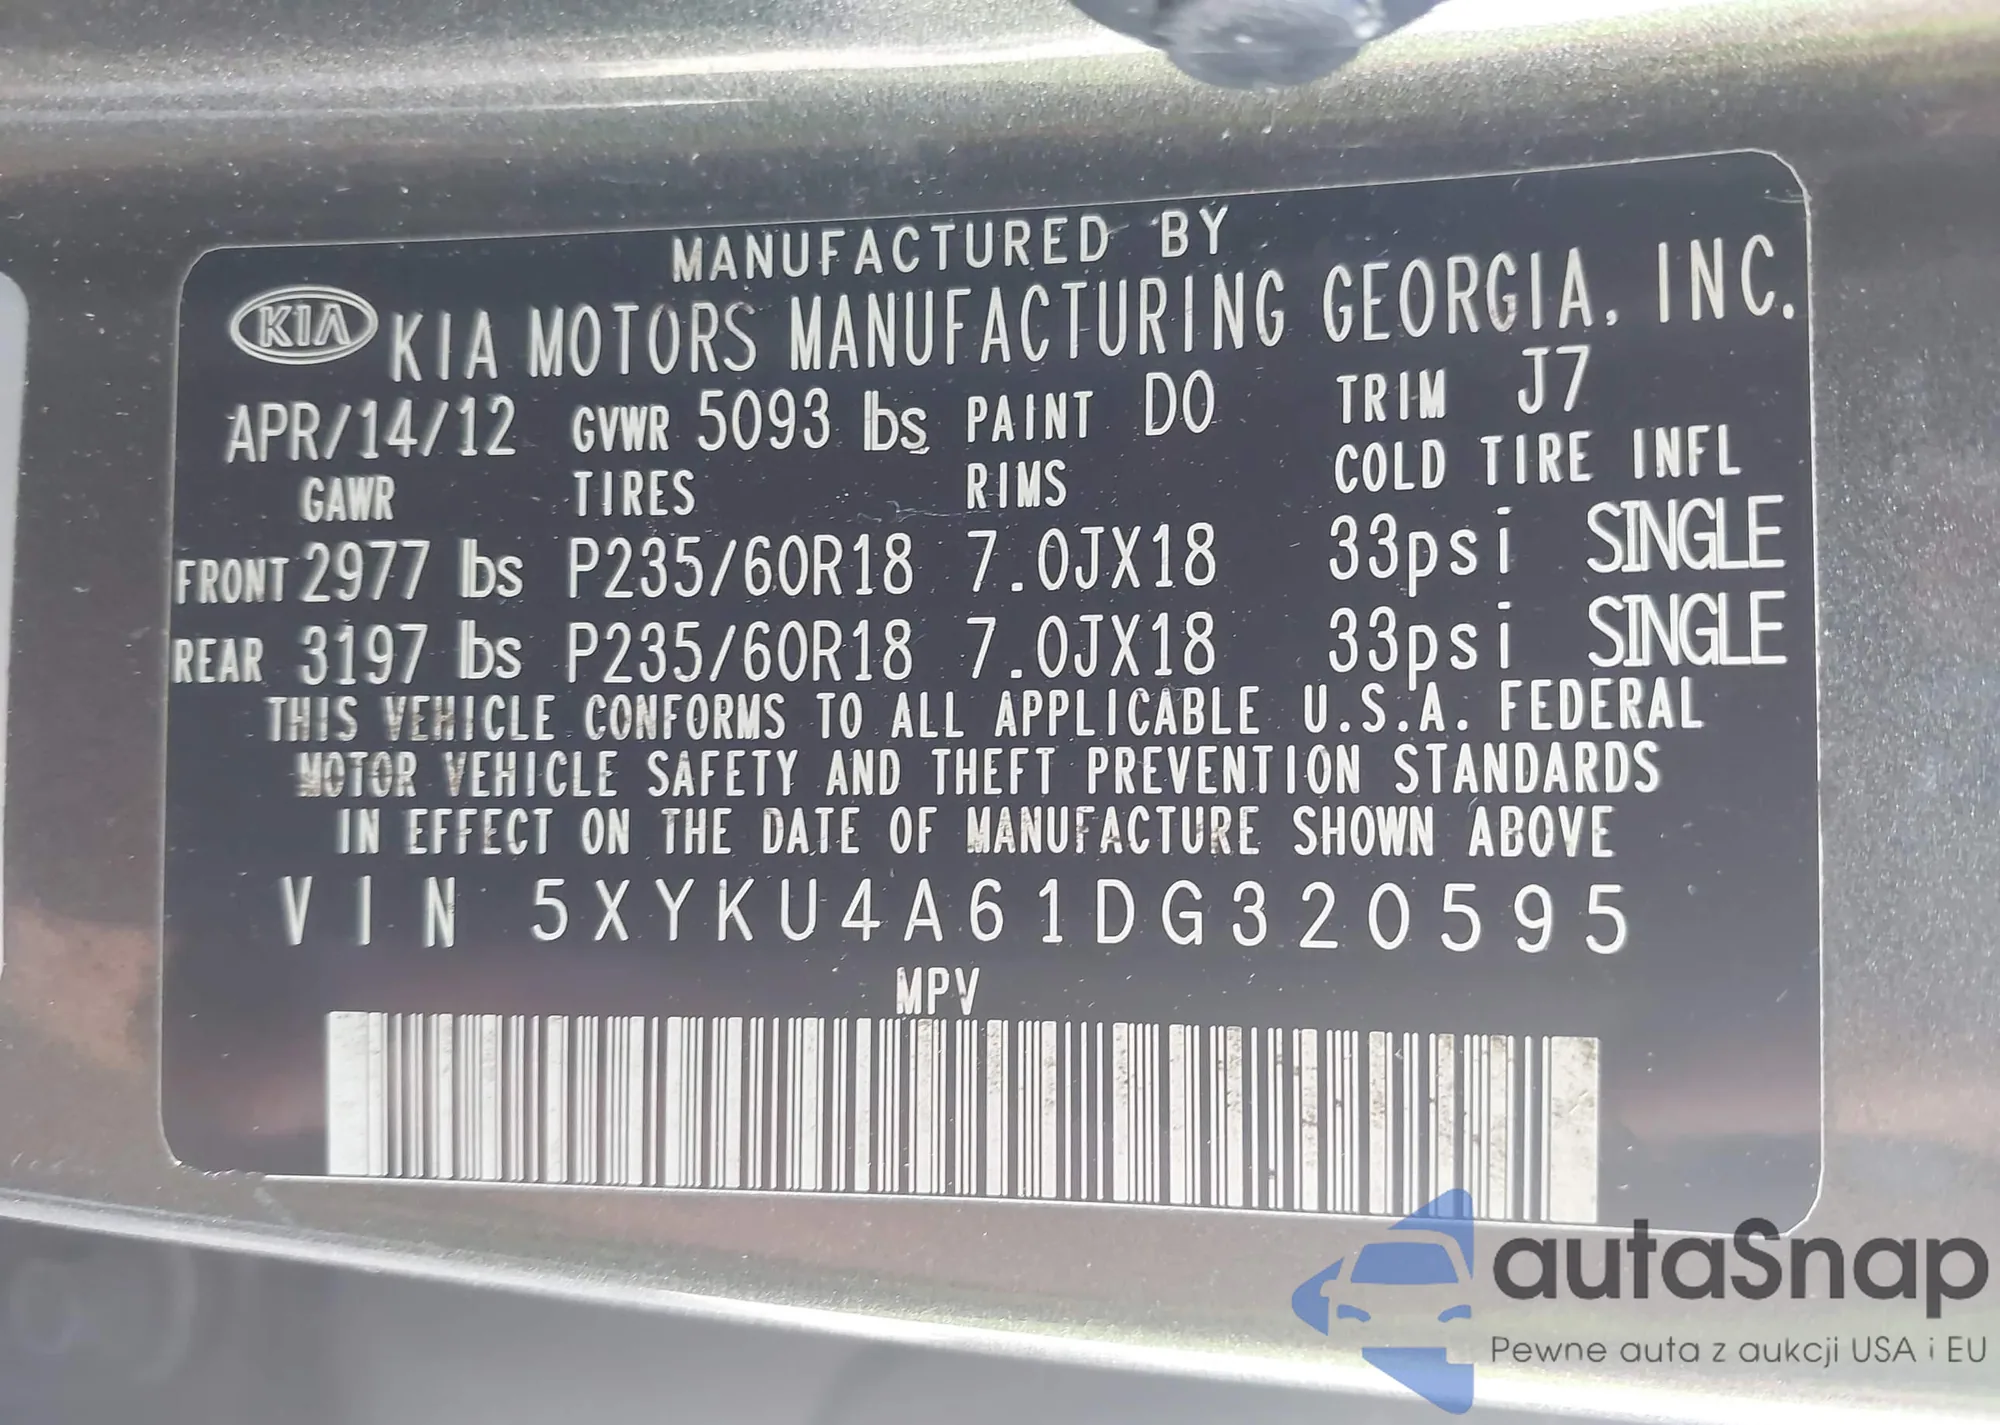 MANUFACTURED BY
KIA KIA MOTORS MANUFACTURING GEORGIA, INC.
APR/14/12 GVWR 5093 lbs PAINT D0 TRIM J7
GAWR TIRES RIMS COLD TIRE INFL
FRONT 2977 lbs P235/60R18 7.0JX18 33psi SINGLE
REAR 3197 lbs P235/60R18 7.0JX18 33psi SINGLE
THIS VEHICLE CONFORMS TO ALL APPLICABLE U.S.A. FEDERAL
MOTOR VEHICLE SAFETY AND THEFT PREVENTION STANDARDS
IN EFFECT ON THE DATE OF MANUFACTURE SHOWN ABOVE
VIN 5XYKU4A61DG320595
MPV
autaSnap
Pewne auta z aukcji USA i EU